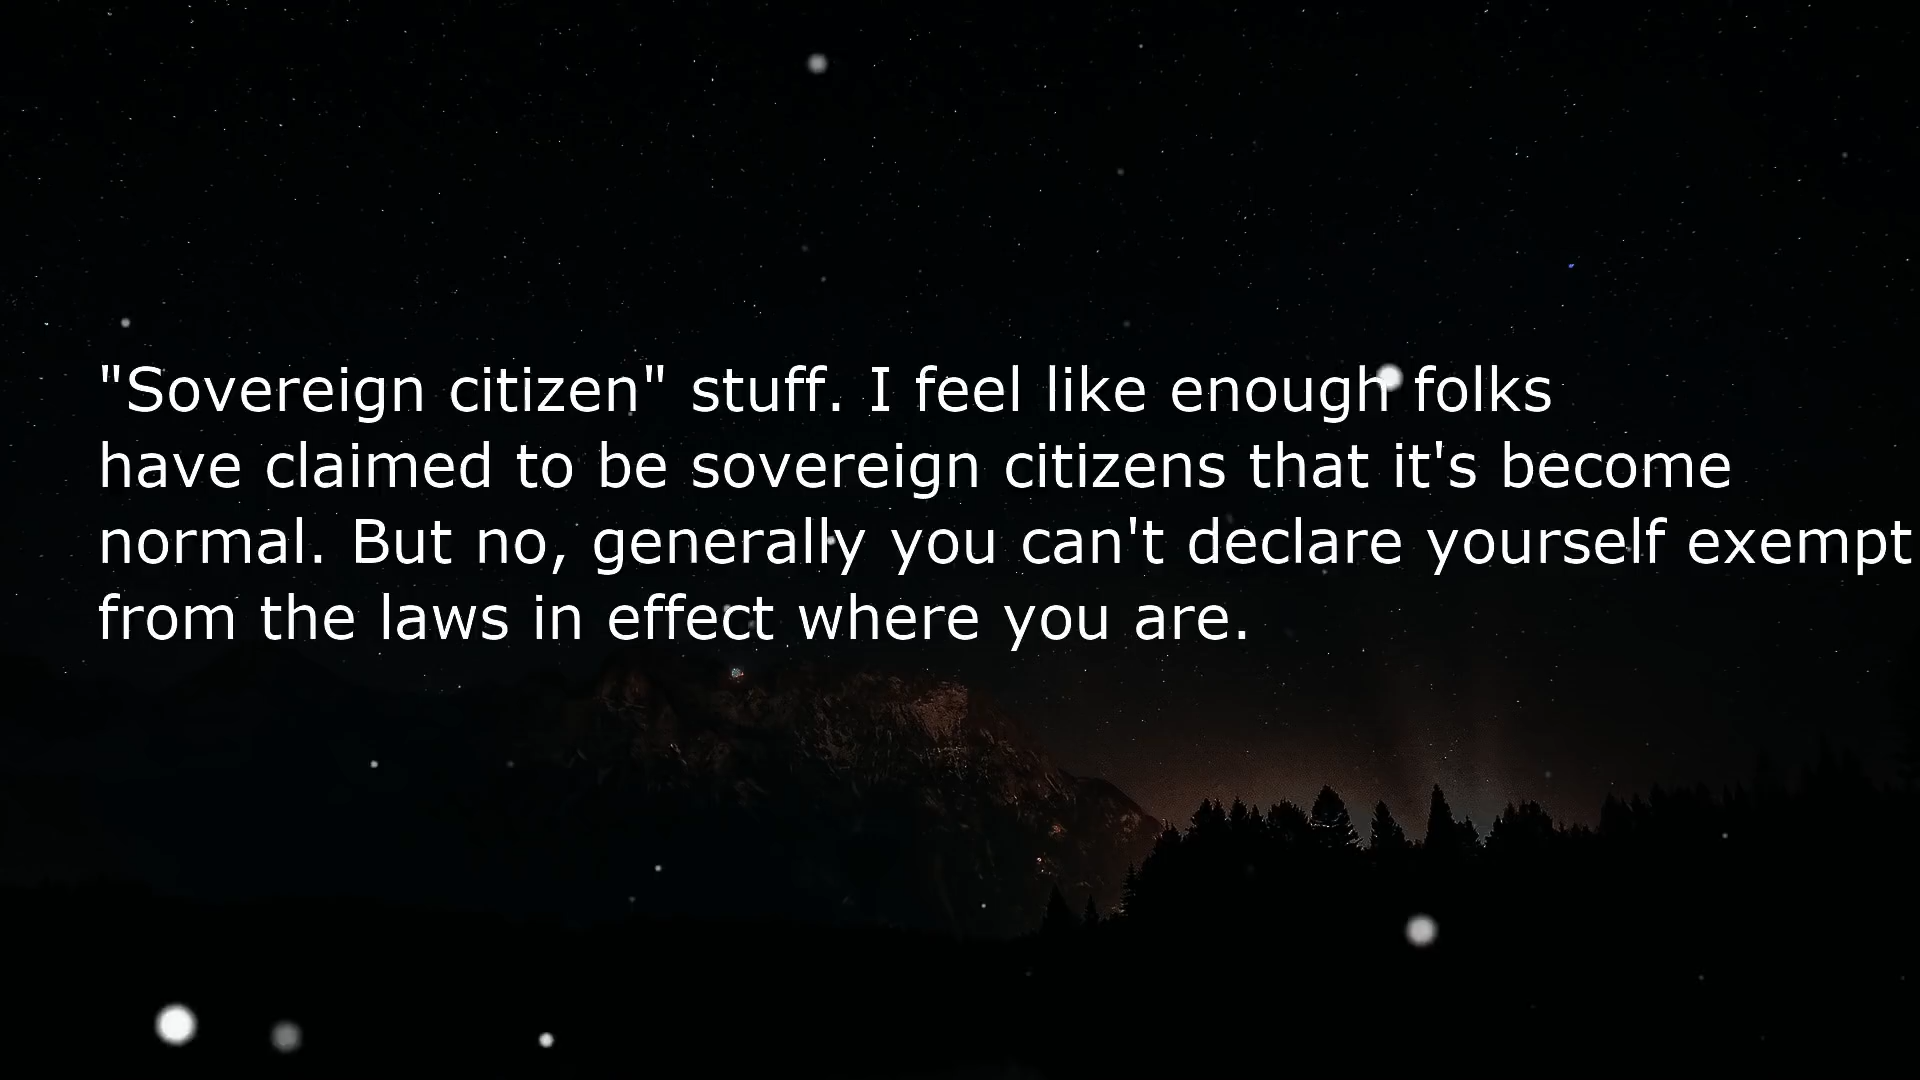 "Sovereign citizen" stuff. I feel like enough folks
have claimed to be sovereign citizens that it's become
normal. But no, generally you can't declare yourself exempt
from the laws in effect where you are.